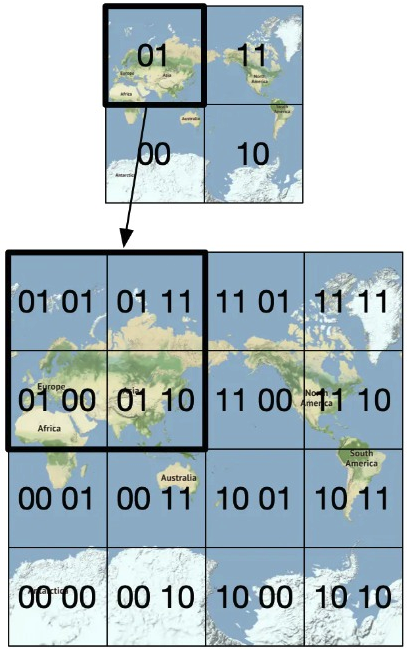 01 11
Europe Asia North America
Africa South America
Australia
00 10
Antarctica
01 01 01 11 11 01 11 11
01 00 01 10 11 00 11 10
Europe Asia North
America
Africa
South
America
00 01 00 11 10 01 10 11
Australia
00 00 00 10 10 00 10 10
Antarctica